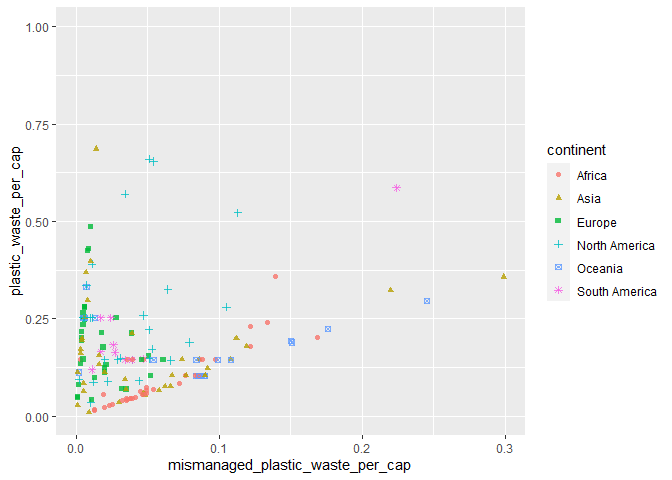 1.00
0.75
0.50
0.25
0.00
plastic_waste_per_cap
0.0
0.1
0.2
0.3
mismanaged_plastic_waste_per_cap
continent
Africa
Asia
Europe
North America
Oceania
South America